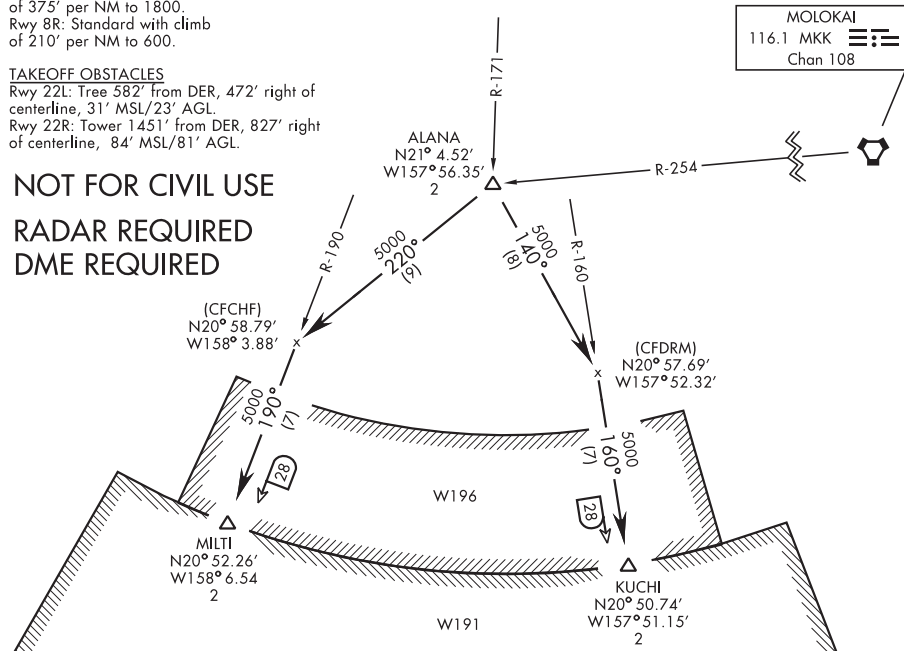 of 375' per NM to 1800.
Rwy 8R: Standard with climb
of 210' per NM to 600.
TAKEOFF OBSTACLES
Rwy 22L: Tree 582' from DER, 472' right of
centerline, 31' MSL/23' AGL.
Rwy 22R: Tower 1451' from DER, 827' right
of centerline, 84' MSL/81' AGL.
NOT FOR CIVIL USE
RADAR REQUIRED
DME REQUIRED
MOLOKAI
116.1 MKK
Chan 108
R-171
ALANA
N21° 4.52'
W157° 56.35'
2
R-254
R-190
5000
220°
(9)
5000
140°
(8)
R-160
(CFCHF)
N20° 58.79'
W158° 3.88'
x
(CFDRM)
N20° 57.69'
W157° 52.32'
x
5000
190°
(7)
5000
160°
(7)
28
28
W196
MILTI
N20° 52.26'
W158° 6.54
2
KUCHI
N20° 50.74'
W157° 51.15'
2
W191